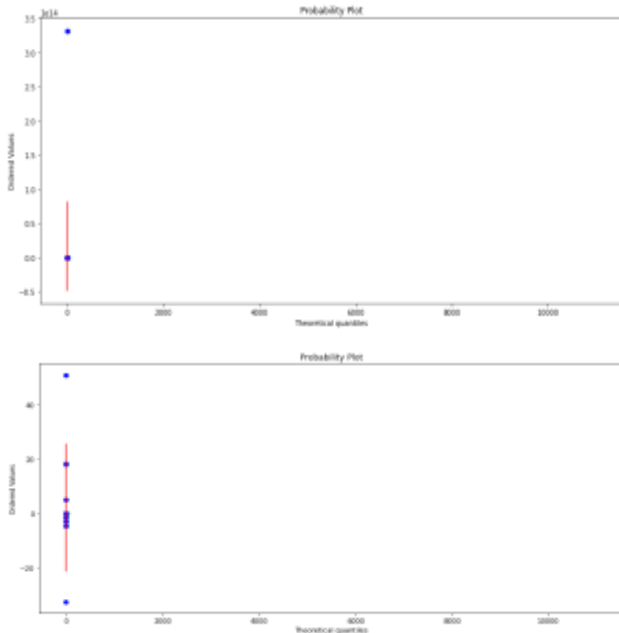 Probability Plot
1e14
3.5
3.0
2.5
2.0
1.5
1.0
0.5
0.0
−0.5
Ordered Values
0 2000 4000 6000 8000 10000
Theoretical quantiles
Probability Plot
40
20
0
−20
Ordered Values
0 2000 4000 6000 8000 10000
Theoretical quantiles